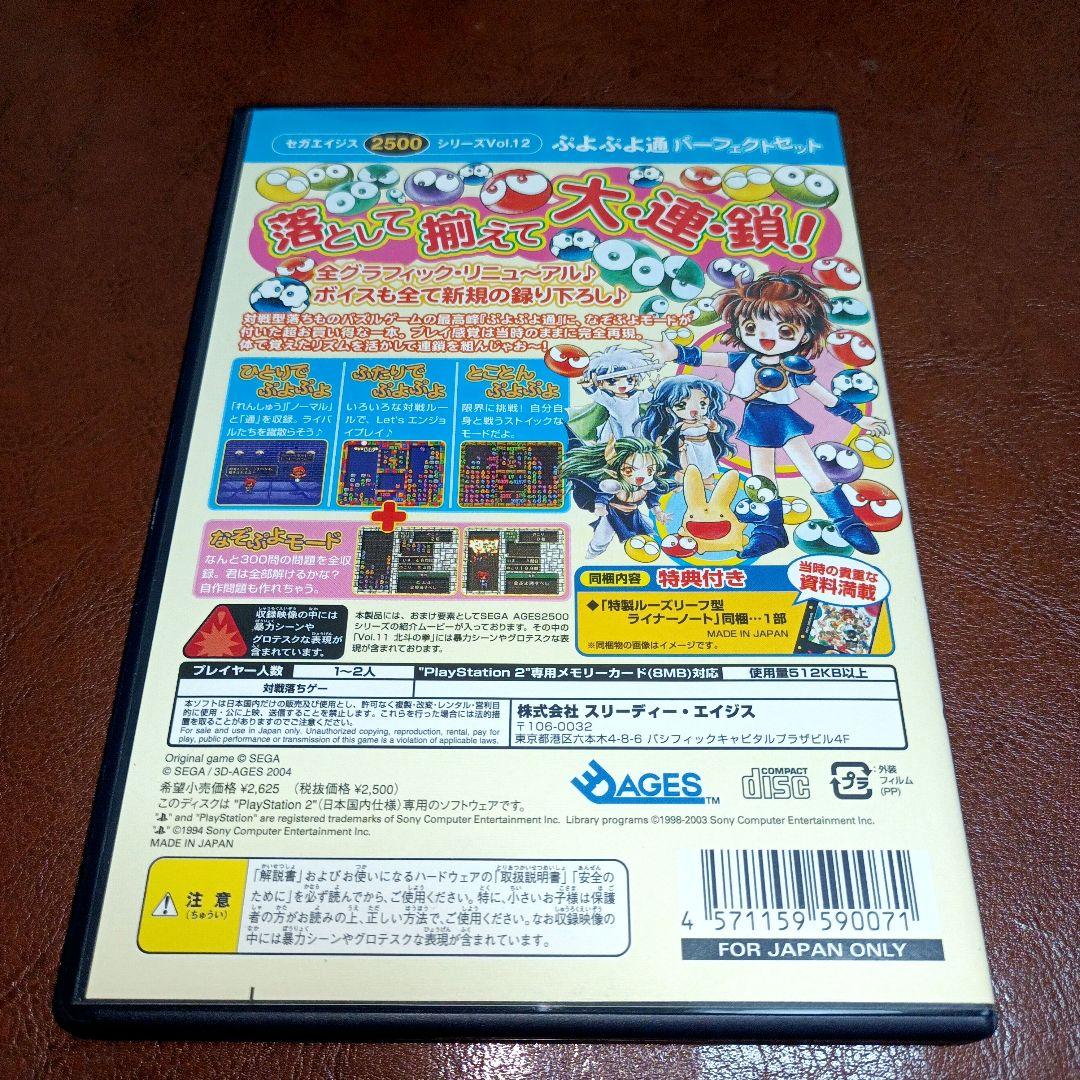 セガエイジス 2500 シリーズVol.12 ぷよぷよ通 パーフェクトセット
落として揃えて大・連・鎖!
全グラフィック・リニュ〜アル♪
ボイスも全て新規の録り下ろし♪
対戦型落ちものパズルゲームの最高峰『ぷよぷよ通』に、なぞぷよモードが
付いた超お買い得な一本。プレイ感覚は当時のままに完全再現。
体で覚えたリズムを活かして連鎖を組んじゃお〜!
ひとりでぷよぷよ
「れんしゅう」「ノーマル」
と「通」を収録。ライバ
ルたちを蹴散らそう♪
ふたりでぷよぷよ
いろいろな対戦ルー
ルで、Let'sエンジョ
イプレイ♪
とことんぷよぷよ
限界に挑戦! 自分自
身と戦うストイックな
モードだよ。
+
なぞぷよモード
なんと300問の問題を全収
録。君は全部解けるかな?
自作問題も作れちゃう。
同梱内容 特典付き
当時の貴重な
資料満載
◆「特製ルーズリーフ型
ライナーノート」同梱…1部
MADE IN JAPAN
※同梱物の画像はイメージです。
収録映像の中には
暴力シーンや
グロテスクな表現が
含まれています。
本製品には、おまけ要素としてSEGA AGES2500
シリーズの紹介ムービーが入っております。その中の
「Vol.11 北斗の拳」には暴力シーンやグロテスクな表
現が含まれております。
プレイヤー人数 1〜2人 "PlayStation 2"専用メモリーカード(8MB)対応 使用量512KB以上
対戦落ちゲー
本ソフトは日本国内だけの販売及び使用とし、許可なく複製・改変・レンタル・営利目
的に使用・公に上映、送信することを禁止します。これらを行った場合には法的措
置を取ることがありますのでご注意ください。
For sale and use in Japan only. Unauthorized copying, reproduction, rental, pay for
play, public performance or transmission of this game is a violation of applicable laws.
株式会社 スリーディー・エイジス
〒106-0032
東京都港区六本木4-8-6 パシフィックキャピタルプラザビル4F
Original game © SEGA
© SEGA / 3D-AGES 2004
希望小売価格 ¥2,625 (税抜価格 ¥2,500)
このディスクは "PlayStation 2"(日本国内仕様)専用のソフトウェアです。
" " and "PlayStation" are registered trademarks of Sony Computer Entertainment Inc. Library programs ©1998-2003 Sony Computer Entertainment Inc.
" " ©1994 Sony Computer Entertainment Inc.
MADE IN JAPAN
3D AGES TM
COMPACT disc
プラ
:外装
フィルム
(PP)
注意
(ちゅうい)
「解説書」およびお使いになるハードウェアの「取扱説明書」「安全の
ために」を必ず読んでから、ご使用ください。特に、小さいお子様は保護
者の方がお読みの上、正しい方法で、ご使用ください。なお収録映像の
中には暴力シーンやグロテスクな表現が含まれています。
4 571159 590071
FOR JAPAN ONLY